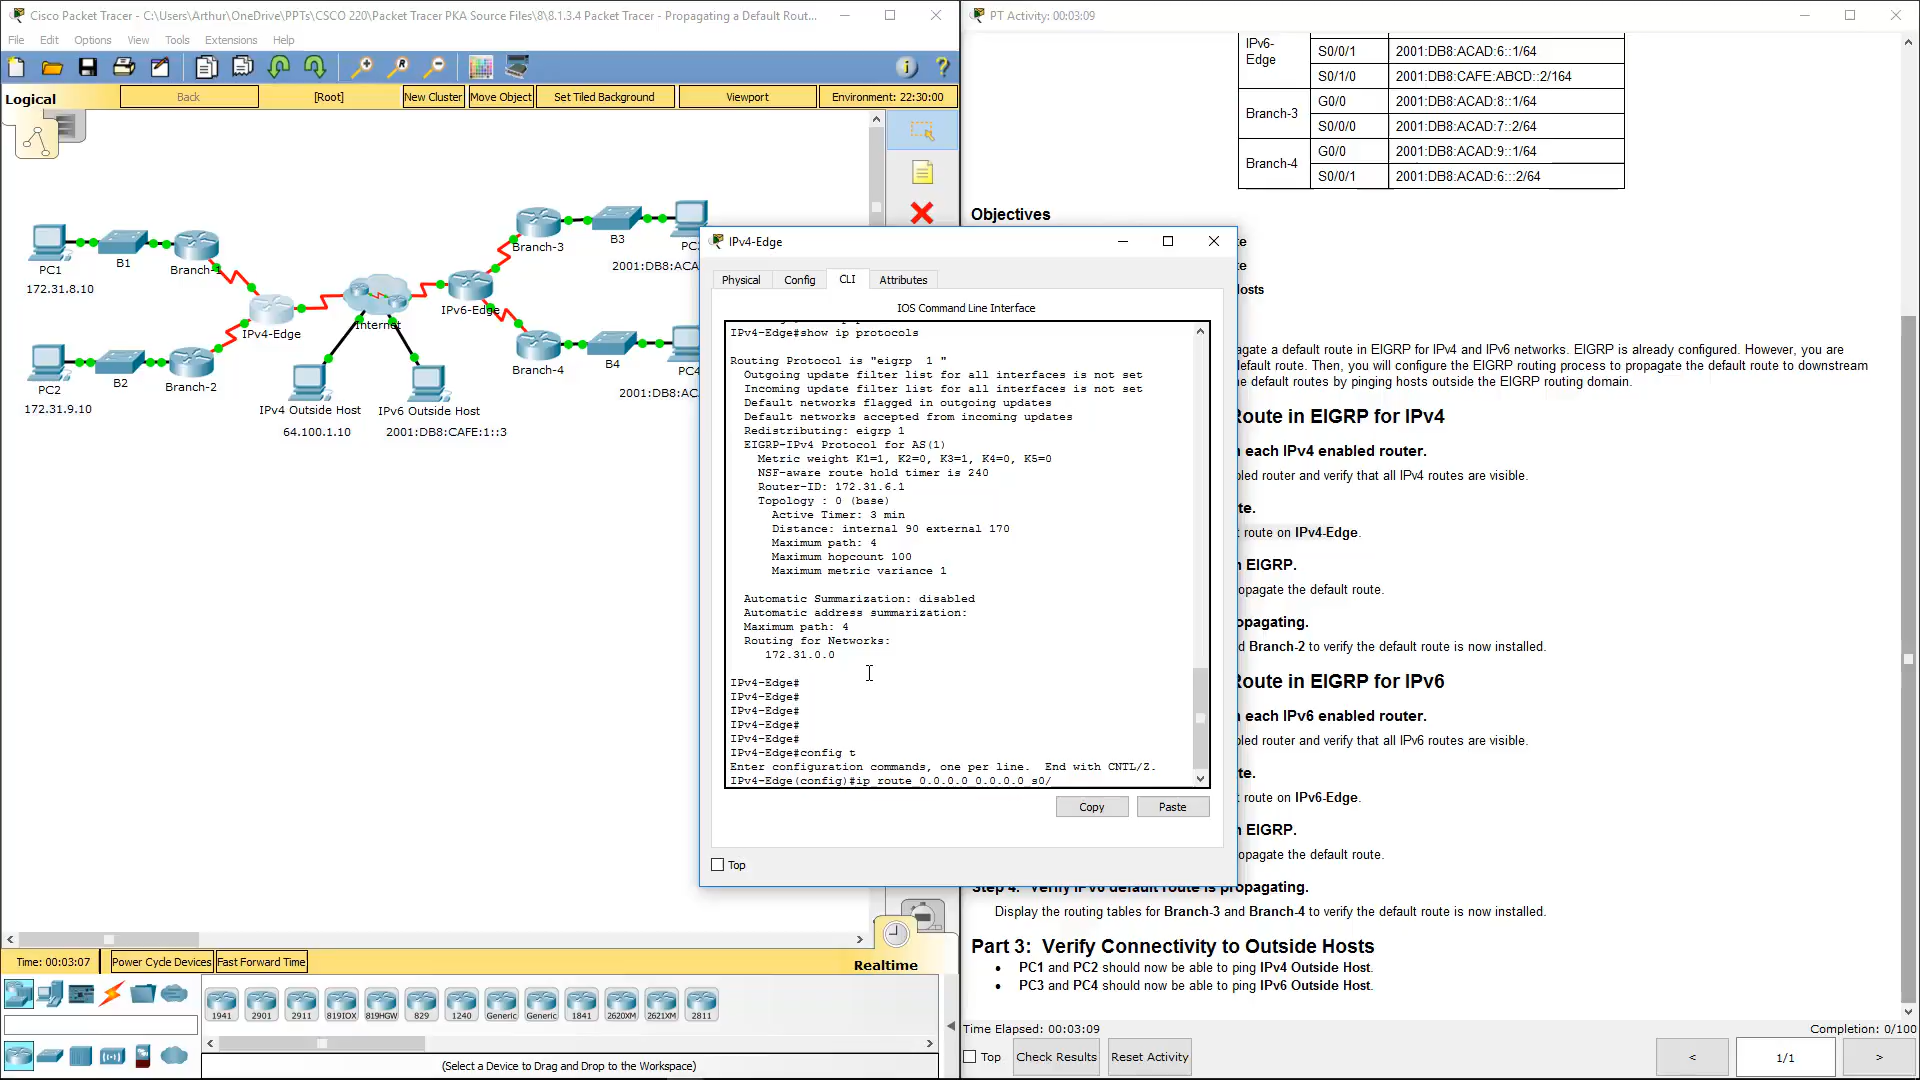 Cisco Packet Tracer - C:\Users\Arthur\OneDrive\PPTs\CSCO 220\Packet Tracer PKA Source Files\8\8.1.3.4 Packet Tracer - Propagating a Default Rout...
File Edit Options View Tools Extensions Help
Logical
Back
[Root]
New Cluster
Move Object
Set Tiled Background
Viewport
Environment: 22:30:00
PC1
172.31.8.10
B1
Branch-1
IPv4-Edge
PC2
172.31.9.10
B2
Branch-2
Internet
IPv4 Outside Host
64.100.1.10
IPv6 Outside Host
2001:DB8:CAFE:1::3
IPv6-Edge
Branch-3
B3
PC
2001:DB8:ACA
Branch-4
B4
PC4
2001:DB8:AC
IPv4-Edge
Physical Config CLI Attributes
IOS Command Line Interface
IPv4-Edge#show ip protocols
Routing Protocol is "eigrp  1 "
Outgoing update filter list for all interfaces is not set
Incoming update filter list for all interfaces is not set
Default networks flagged in outgoing updates
Default networks accepted from incoming updates
Redistributing: eigrp 1
EIGRP-IPv4 Protocol for AS(1)
Metric weight K1=1, K2=0, K3=1, K4=0, K5=0
NSF-aware route hold timer is 240
Router-ID: 172.31.6.1
Topology : 0 (base)
Active Timer: 3 min
Distance: internal 90 external 170
Maximum path: 4
Maximum hopcount 100
Maximum metric variance 1
Automatic Summarization: disabled
Automatic address summarization:
Maximum path: 4
Routing for Networks:
172.31.0.0
IPv4-Edge#
IPv4-Edge#
IPv4-Edge#
IPv4-Edge#
IPv4-Edge#
IPv4-Edge#config t
Enter configuration commands, one per line.  End with CNTL/Z.
IPv4-Edge(config)#ip route 0.0.0.0 0.0.0.0 s0/
Copy
Paste
Top
Time: 00:03:07
Power Cycle Devices
Fast Forward Time
Realtime
1941 2901 2911 819IOX 819HGW 829 1240 Generic Generic 1841 2620XM 2621XM 2811
(Select a Device to Drag and Drop to the Workspace)
PT Activity: 00:03:09
IPv6-Edge
S0/0/1 2001:DB8:ACAD:6::1/64
S0/1/0 2001:DB8:CAFE:ABCD::2/164
Branch-3
G0/0 2001:DB8:ACAD:8::1/64
S0/0/0 2001:DB8:ACAD:7::2/64
Branch-4
G0/0 2001:DB8:ACAD:9::1/64
S0/0/1 2001:DB8:ACAD:6:::2/64
Objectives
te
te
Hosts
agate a default route in EIGRP for IPv4 and IPv6 networks. EIGRP is already configured. However, you are
default route. Then, you will configure the EIGRP routing process to propagate the default route to downstream
he default routes by pinging hosts outside the EIGRP routing domain.
Route in EIGRP for IPv4
n each IPv4 enabled router.
bled router and verify that all IPv4 routes are visible.
te.
t route on IPv4-Edge.
n EIGRP.
opagate the default route.
opagating.
d Branch-2 to verify the default route is now installed.
Route in EIGRP for IPv6
n each IPv6 enabled router.
bled router and verify that all IPv6 routes are visible.
te.
t route on IPv6-Edge.
n EIGRP.
opagate the default route.
Step 4: Verify IPv6 default route is propagating.
Display the routing tables for Branch-3 and Branch-4 to verify the default route is now installed.
Part 3: Verify Connectivity to Outside Hosts
• PC1 and PC2 should now be able to ping IPv4 Outside Host.
• PC3 and PC4 should now be able to ping IPv6 Outside Host.
Time Elapsed: 00:03:09
Completion: 0/100
Top
Check Results
Reset Activity
<
1/1
>